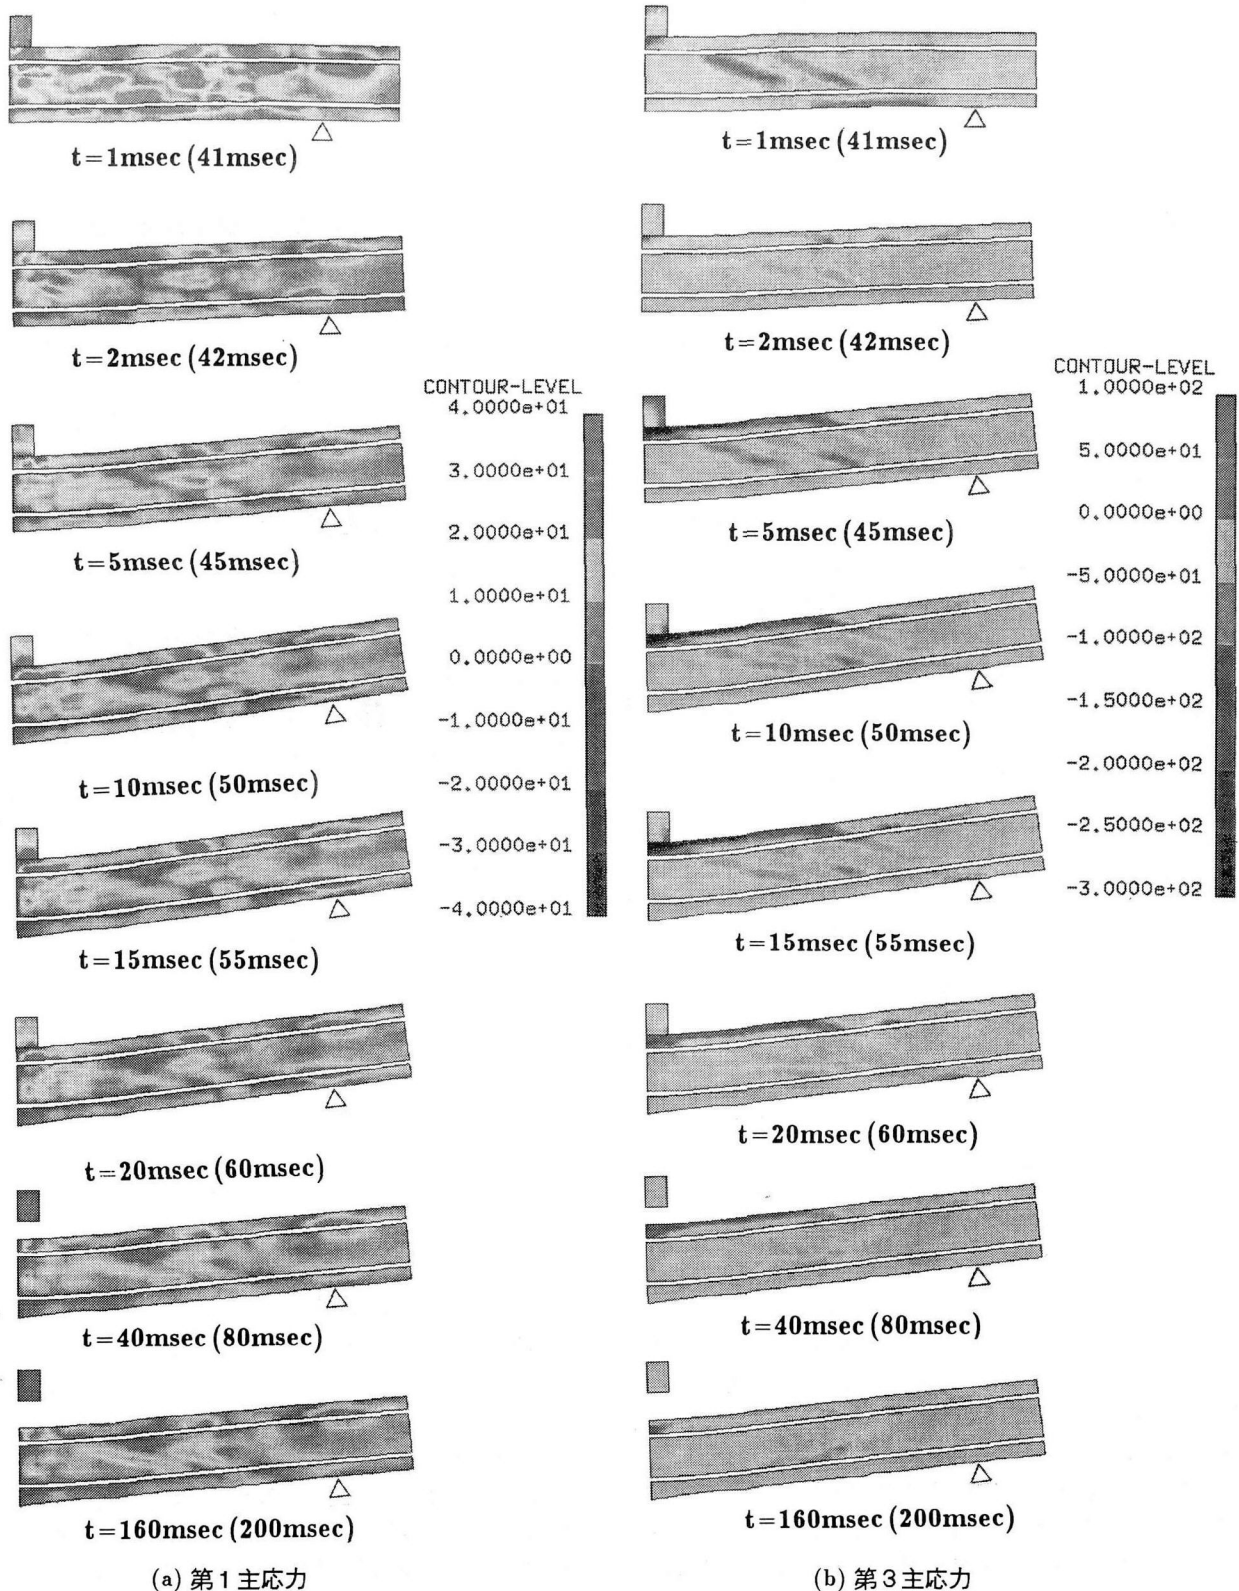 t=1msec (41msec)
t=2msec (42msec)
CONTOUR-LEVEL
4.0000e+01
3.0000e+01
2.0000e+01
1.0000e+01
0.0000e+00
-1.0000e+01
-2.0000e+01
-3.0000e+01
-4.0000e+01
t=5msec (45msec)
t=10msec (50msec)
t=15msec (55msec)
t=20msec (60msec)
t=40msec (80msec)
t=160msec (200msec)
(a) 第1主応力
t=1msec (41msec)
t=2msec (42msec)
CONTOUR-LEVEL
1.0000e+02
5.0000e+01
0.0000e+00
-5.0000e+01
-1.0000e+02
-1.5000e+02
-2.0000e+02
-2.5000e+02
-3.0000e+02
t=5msec (45msec)
t=10msec (50msec)
t=15msec (55msec)
t=20msec (60msec)
t=40msec (80msec)
t=160msec (200msec)
(b) 第3主応力